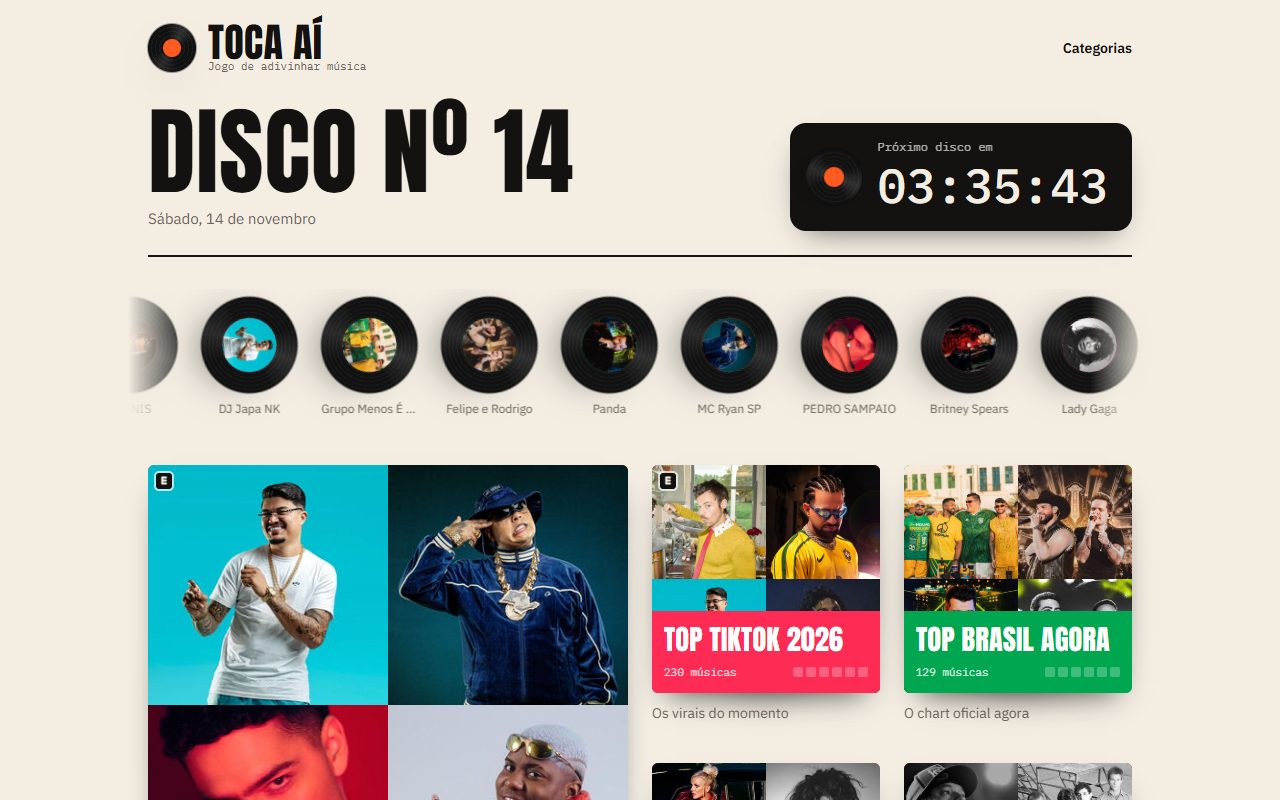 TOCA AÍ
Jogo de adivinhar música
Categorias
DISCO Nº 14
Sábado, 14 de novembro
Próximo disco em
03:35:43
NIS
DJ Japa NK
Grupo Menos É ...
Felipe e Rodrigo
Panda
MC Ryan SP
PEDRO SAMPAIO
Britney Spears
Lady Gaga
E
E
TOP TIKTOK 2026
230 músicas
Os virais do momento
TOP BRASIL AGORA
129 músicas
O chart oficial agora